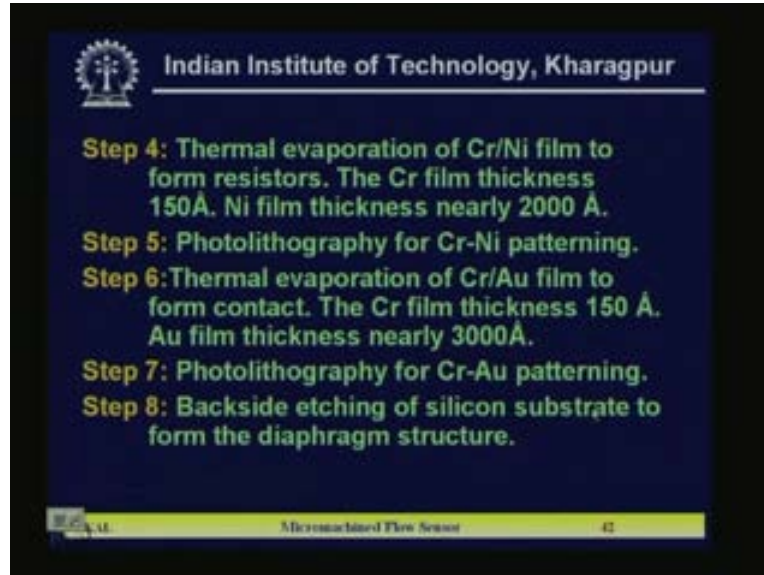 Indian Institute of Technology, Kharagpur
Step 4: Thermal evaporation of Cr/Ni film to
form resistors. The Cr film thickness
150Å. Ni film thickness nearly 2000 Å.
Step 5: Photolithography for Cr-Ni patterning.
Step 6:Thermal evaporation of Cr/Au film to
form contact. The Cr film thickness 150 Å.
Au film thickness nearly 3000Å.
Step 7: Photolithography for Cr-Au patterning.
Step 8: Backside etching of silicon substrate to
form the diaphragm structure.
Micromachined Flow Sensor 42